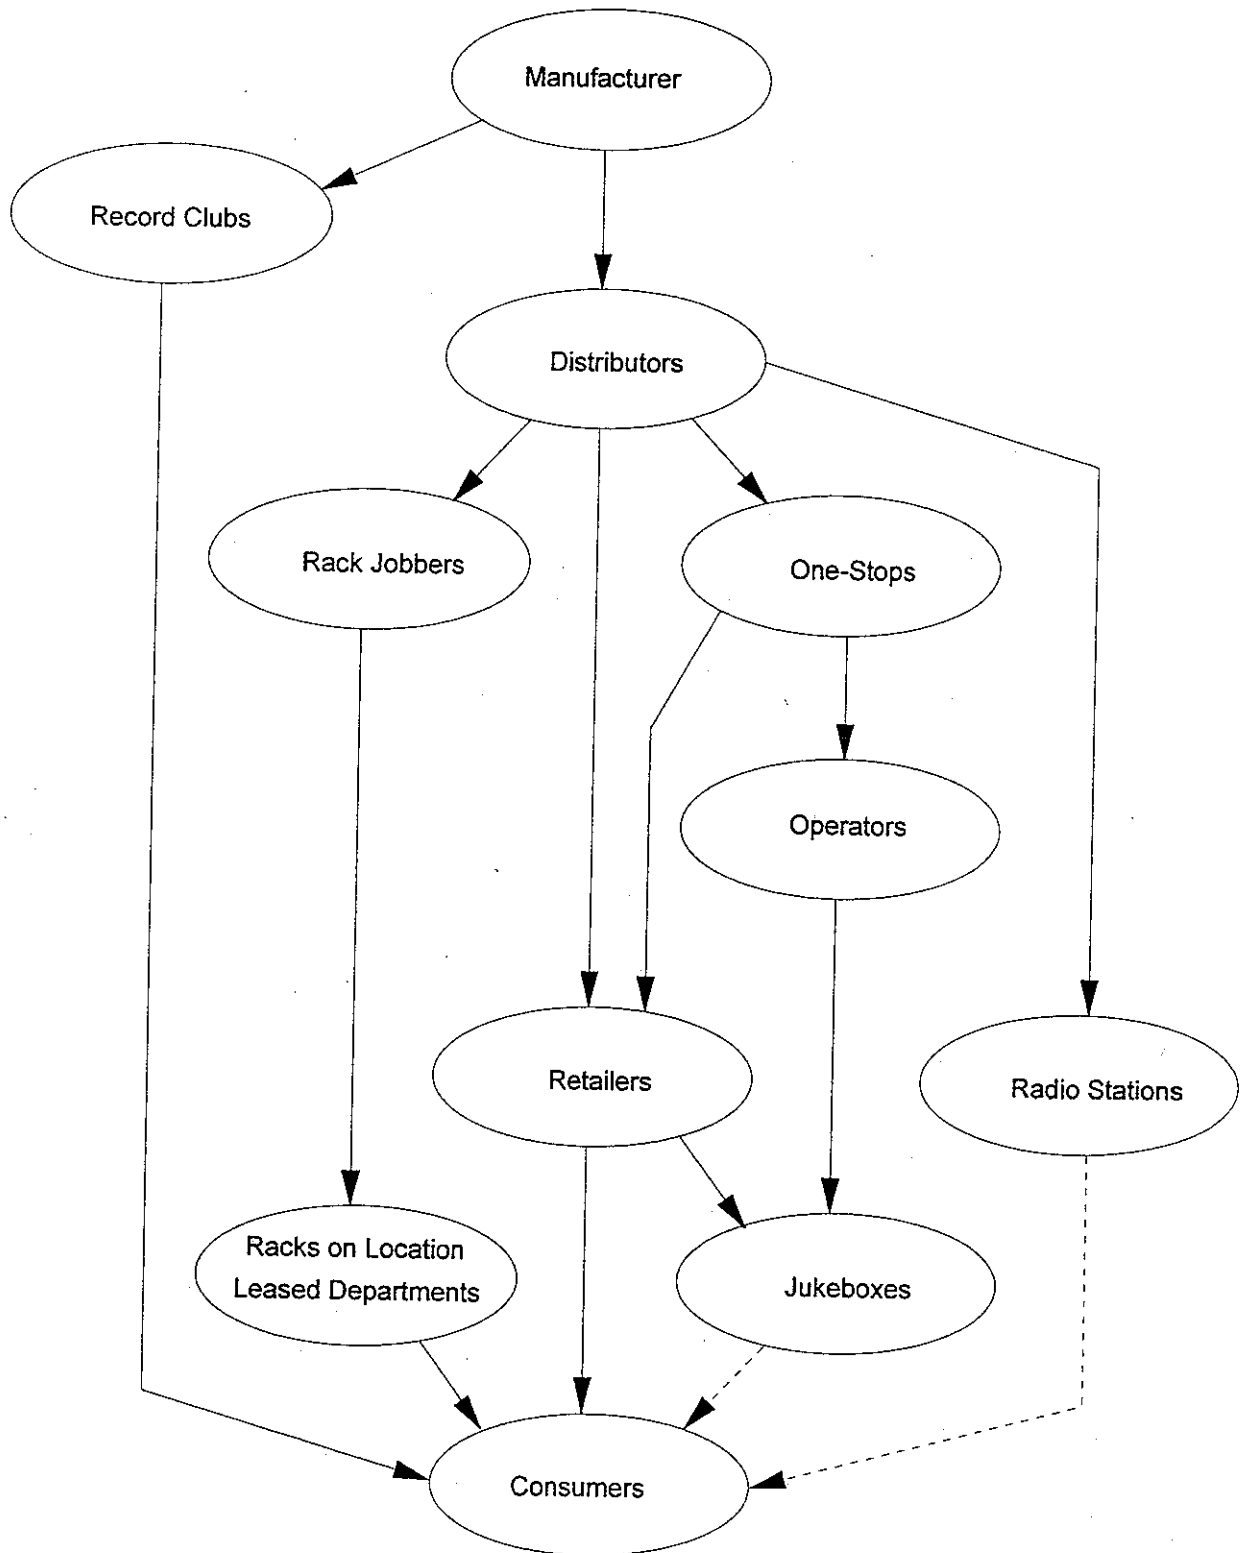 Manufacturer
Record Clubs
Distributors
Rack Jobbers
One-Stops
Operators
Retailers
Radio Stations
Racks on Location
Leased Departments
Jukeboxes
Consumers